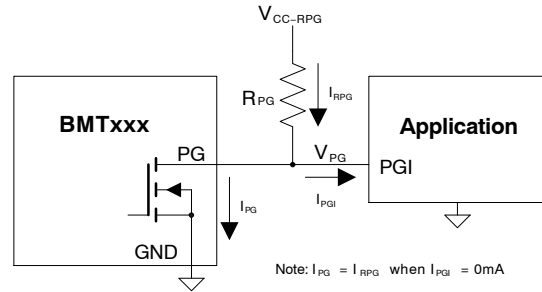 VCC-RPG
RPG
IRPG
BMTxxx
Application
PG
VPG
PGI
IPG
IPGI
GND
Note: IPG = IRPG when IPGI = 0mA